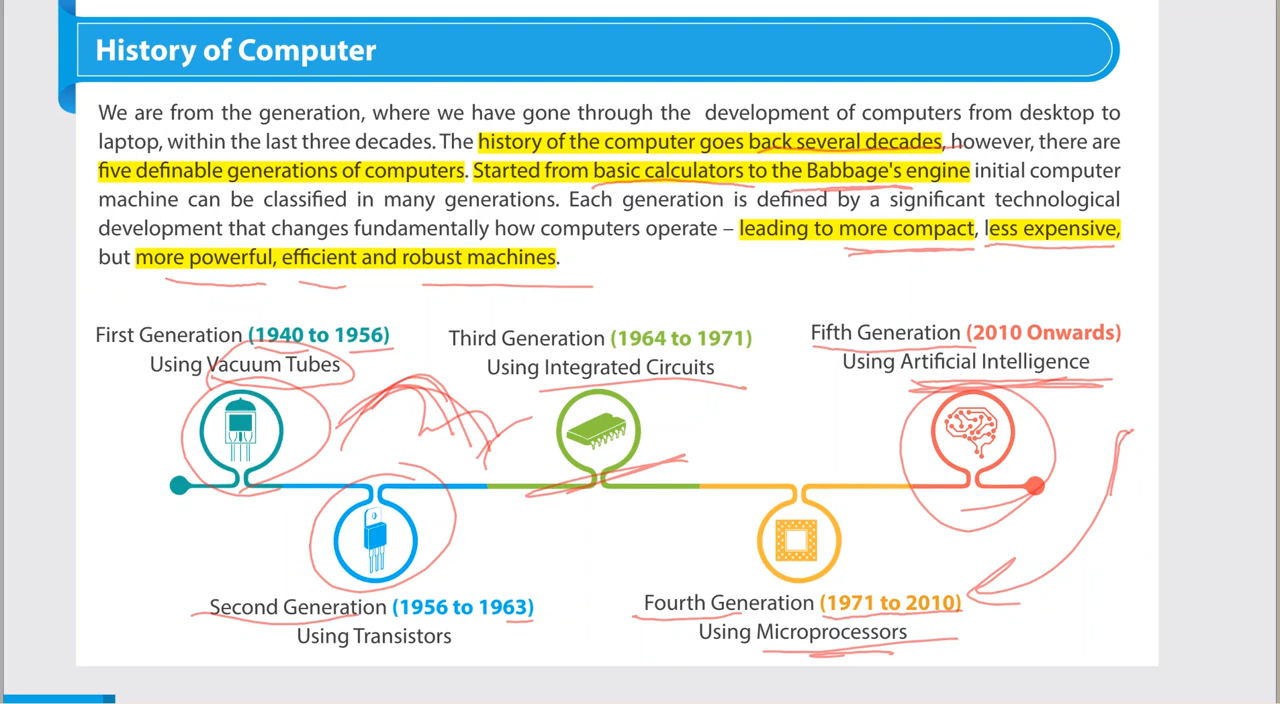 History of Computer
We are from the generation, where we have gone through the development of computers from desktop to
laptop, within the last three decades. The history of the computer goes back several decades, however, there are
five definable generations of computers. Started from basic calculators to the Babbage's engine initial computer
machine can be classified in many generations. Each generation is defined by a significant technological
development that changes fundamentally how computers operate – leading to more compact, less expensive,
but more powerful, efficient and robust machines.
First Generation (1940 to 1956)
Using Vacuum Tubes
Third Generation (1964 to 1971)
Using Integrated Circuits
Fifth Generation (2010 Onwards)
Using Artificial Intelligence
Second Generation (1956 to 1963)
Using Transistors
Fourth Generation (1971 to 2010)
Using Microprocessors